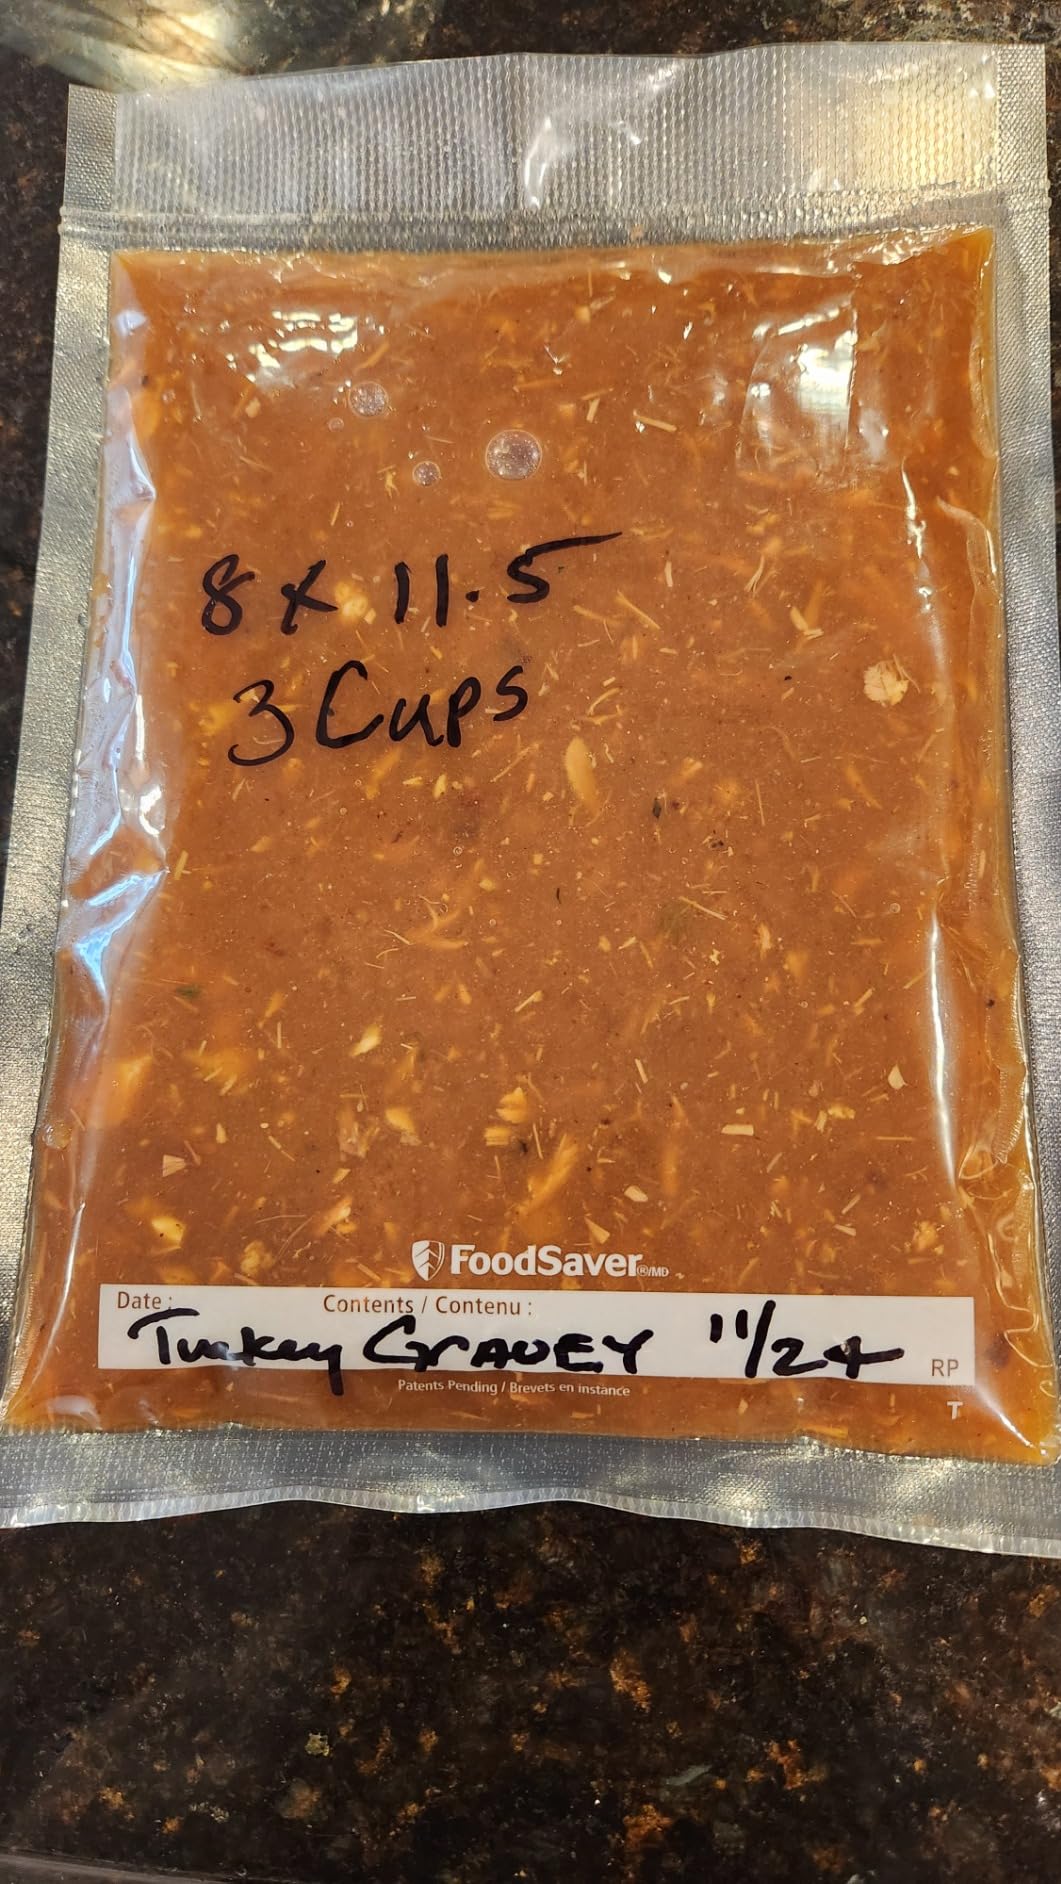 8 x 11.5
3 Cups
FoodSaver®/MD
Date : Contents / Contenu :
Turkey GRAVEY 11/24
RP
Patents Pending / Brevets en instance
T